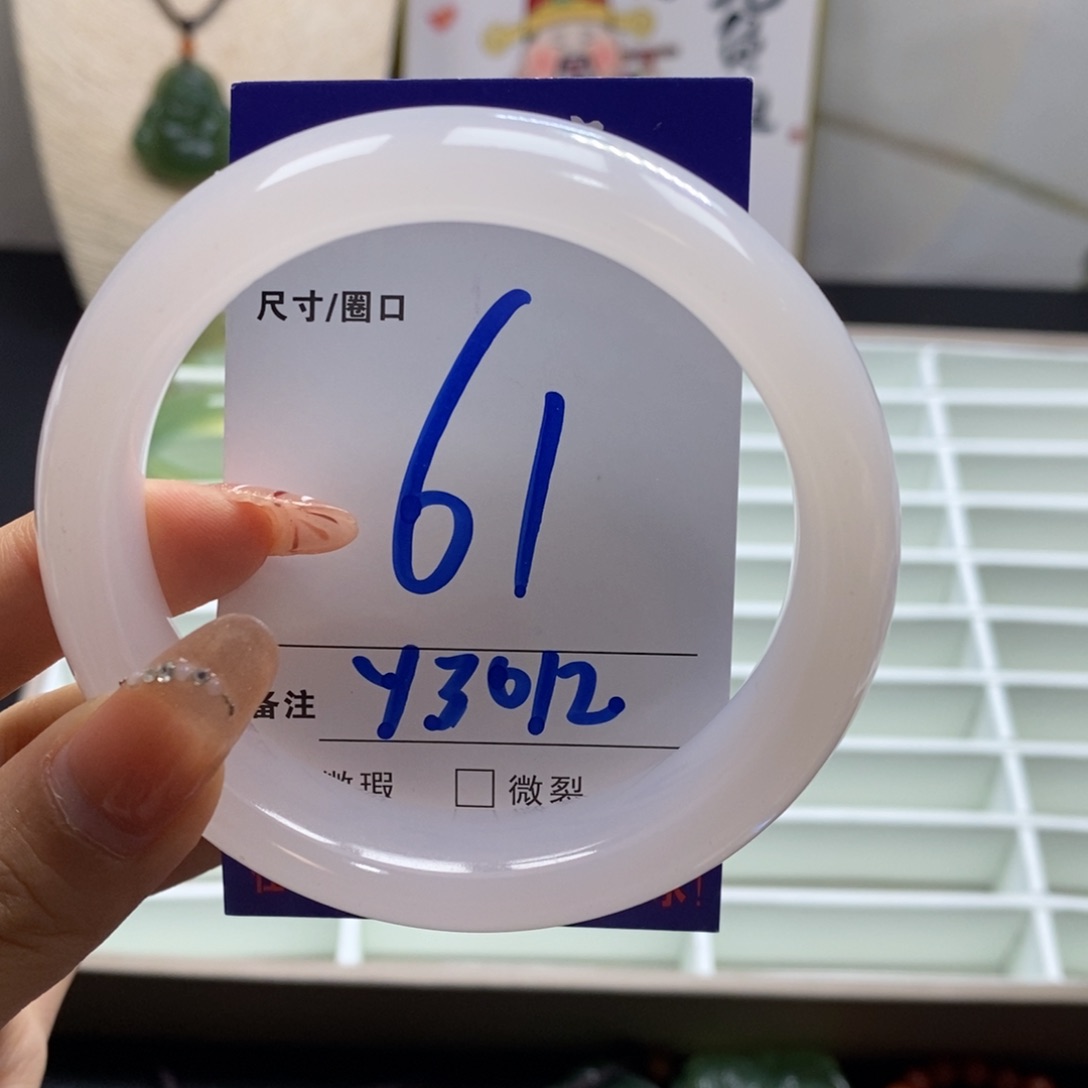 尺寸/圈口
61
备注 Y3012
微瑕 □ 微裂